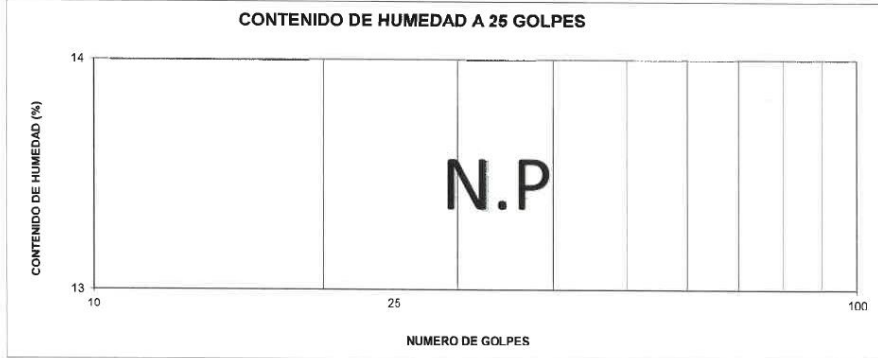 CONTENIDO DE HUMEDAD A 25 GOLPES
14
CONTENIDO DE HUMEDAD (%)
N.P
13
10 25 100
NUMERO DE GOLPES